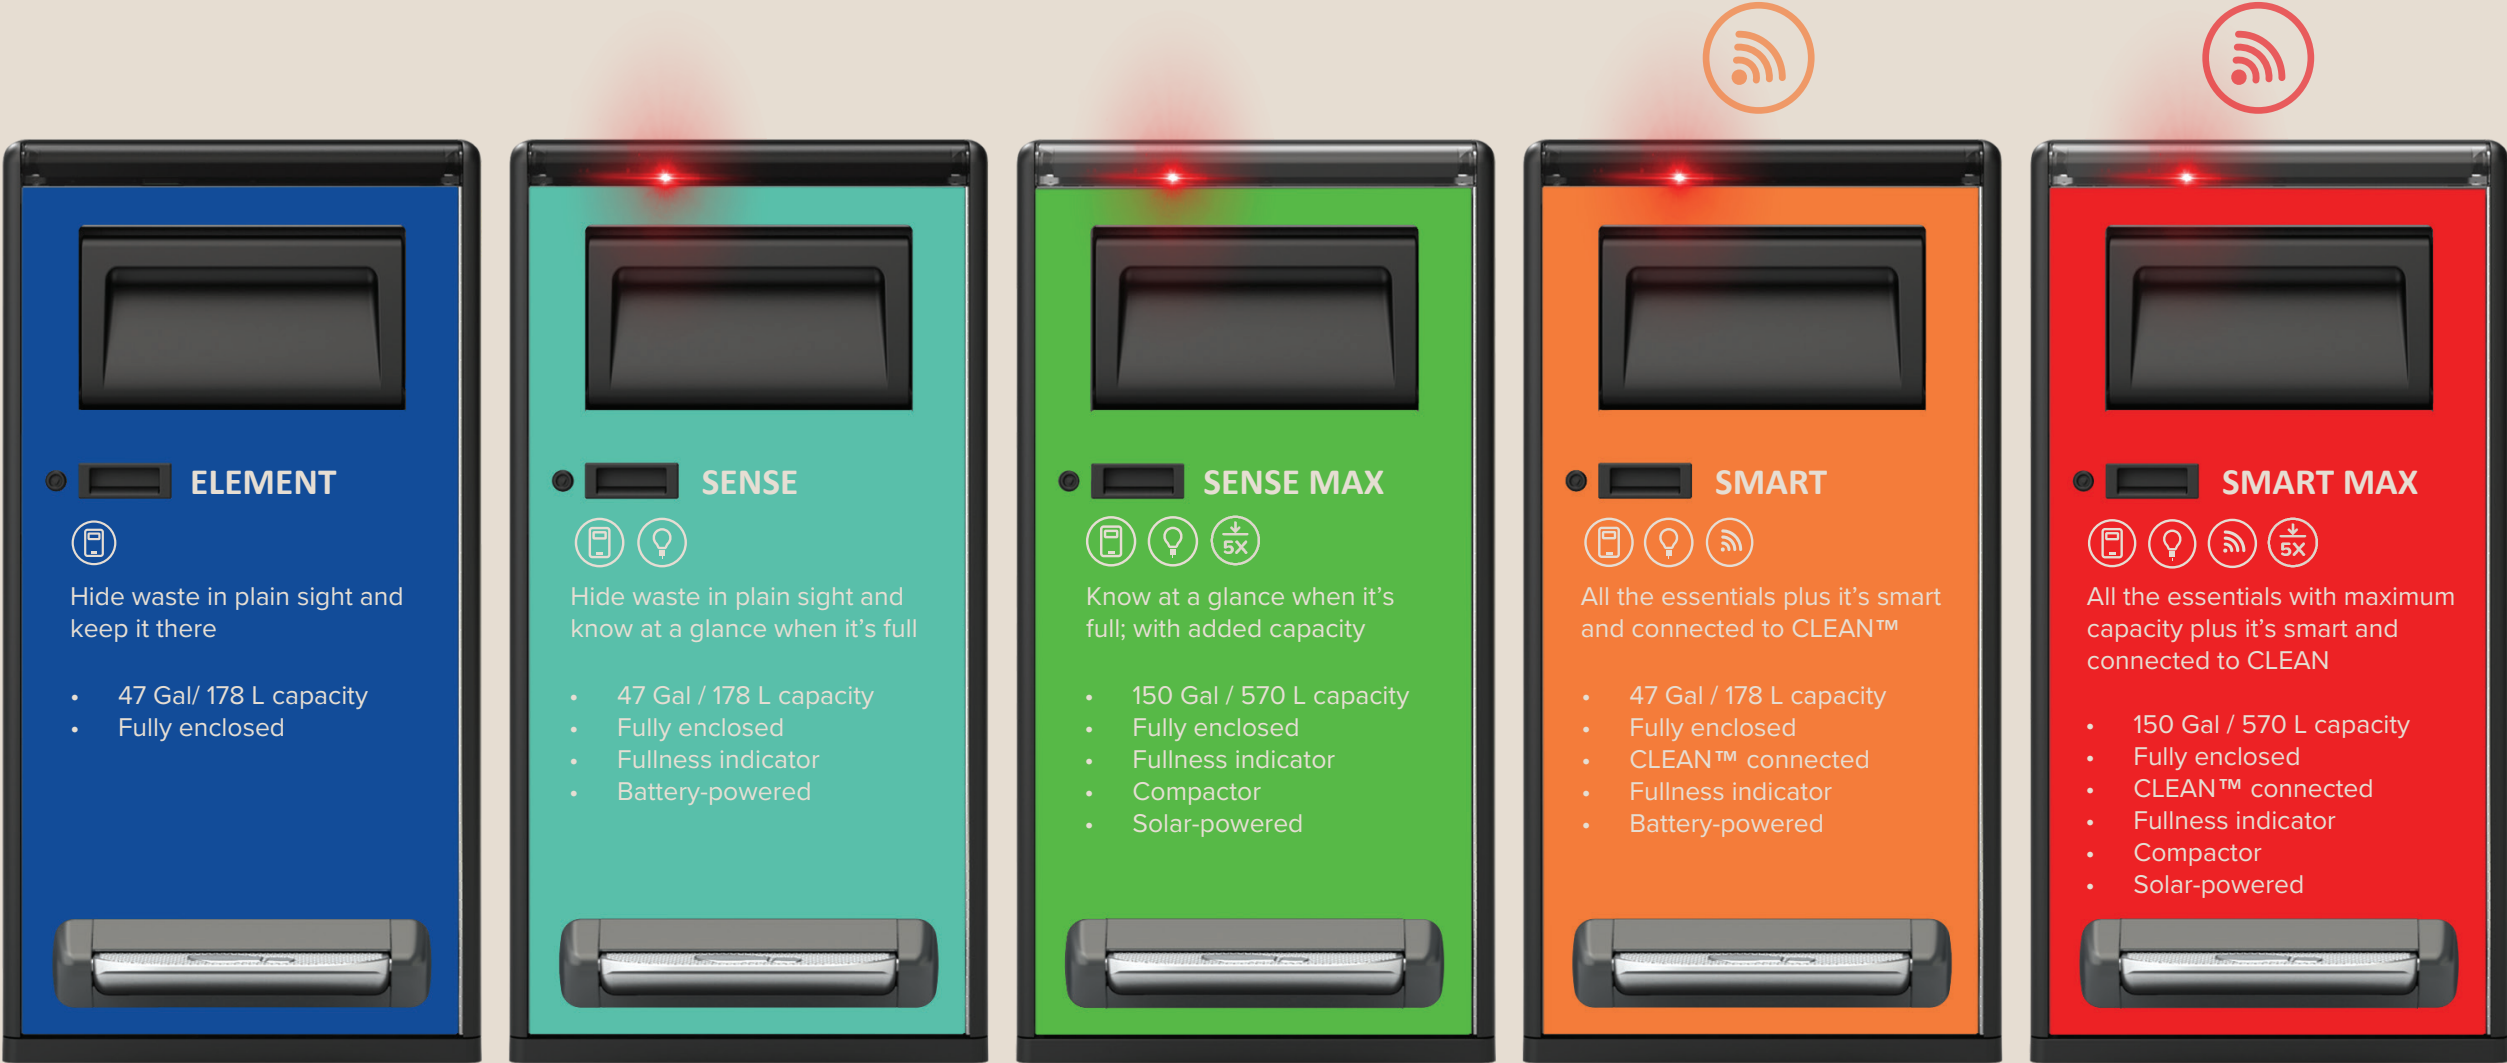 ELEMENT
Hide waste in plain sight and
keep it there
• 47 Gal/ 178 L capacity
• Fully enclosed
SENSE
Hide waste in plain sight and
know at a glance when it's full
• 47 Gal / 178 L capacity
• Fully enclosed
• Fullness indicator
• Battery-powered
SENSE MAX
5X
Know at a glance when it's
full; with added capacity
• 150 Gal / 570 L capacity
• Fully enclosed
• Fullness indicator
• Compactor
• Solar-powered
SMART
All the essentials plus it's smart
and connected to CLEAN™
• 47 Gal / 178 L capacity
• Fully enclosed
• CLEAN™ connected
• Fullness indicator
• Battery-powered
SMART MAX
5X
All the essentials with maximum
capacity plus it's smart and
connected to CLEAN
• 150 Gal / 570 L capacity
• Fully enclosed
• CLEAN™ connected
• Fullness indicator
• Compactor
• Solar-powered